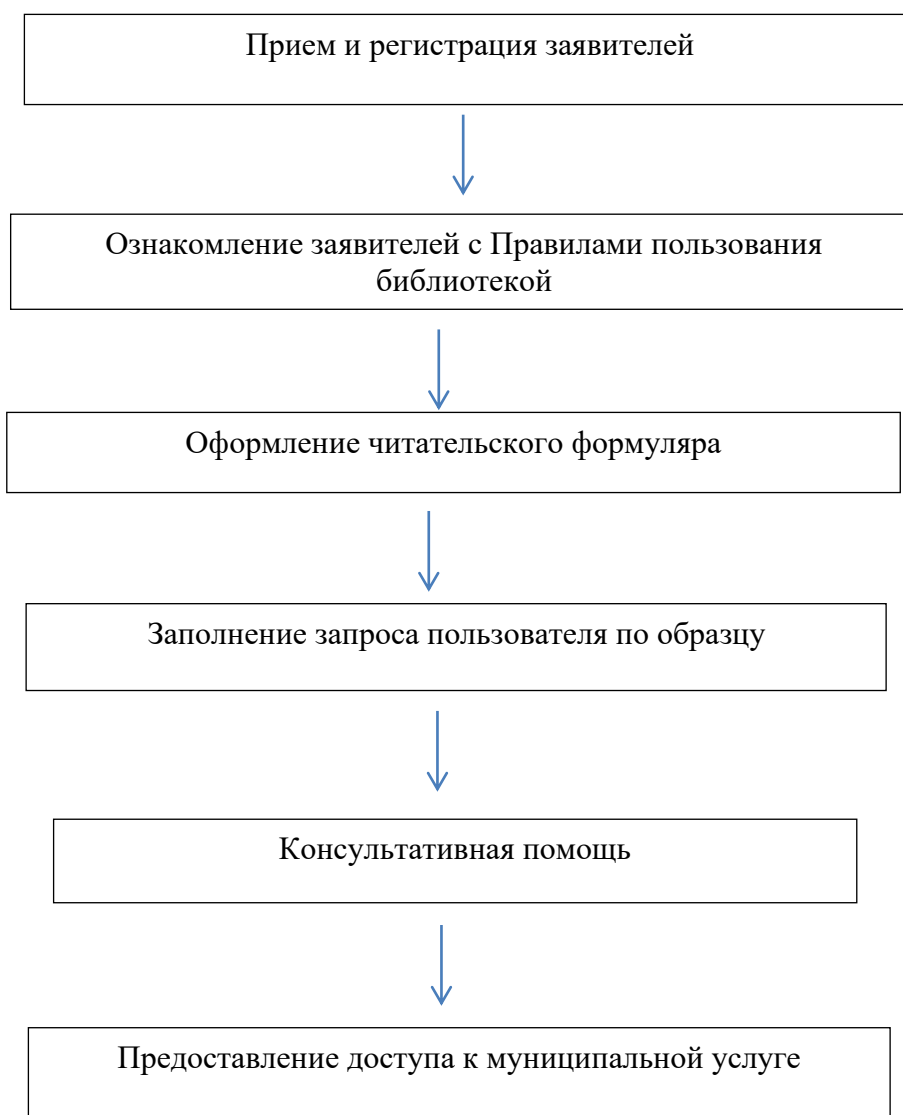 Прием и регистрация заявителей
Ознакомление заявителей с Правилами пользования
библиотекой
Оформление читательского формуляра
Заполнение запроса пользователя по образцу
Консультативная помощь
Предоставление доступа к муниципальной услуге